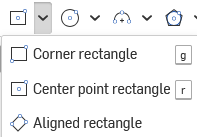 Corner rectangle g
Center point rectangle r
Aligned rectangle